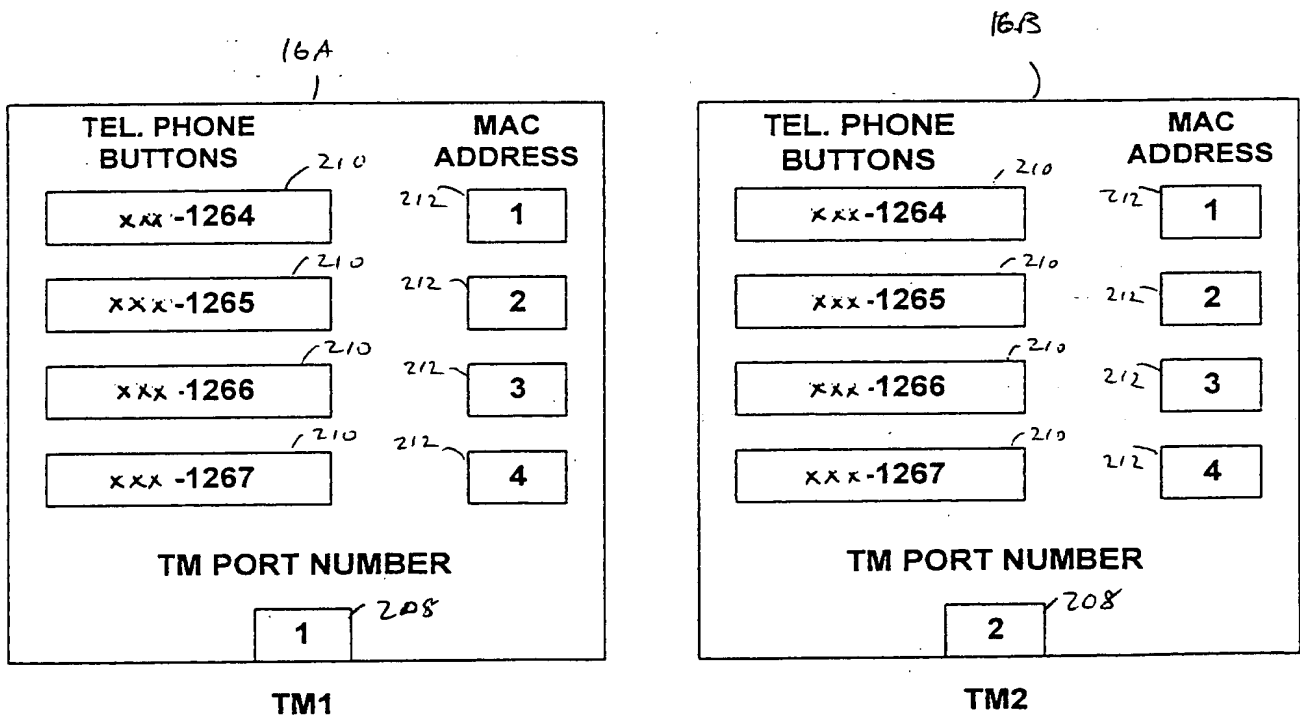 16A
TEL. PHONE BUTTONS
MAC ADDRESS
210
212
xxx-1264
1
210
212
xxx-1265
2
210
212
xxx-1266
3
210
212
xxx-1267
4
TM PORT NUMBER
208
1
TM1
16B
TEL. PHONE BUTTONS
MAC ADDRESS
210
212
xxx-1264
1
210
212
xxx-1265
2
210
212
xxx-1266
3
210
212
xxx-1267
4
TM PORT NUMBER
208
2
TM2